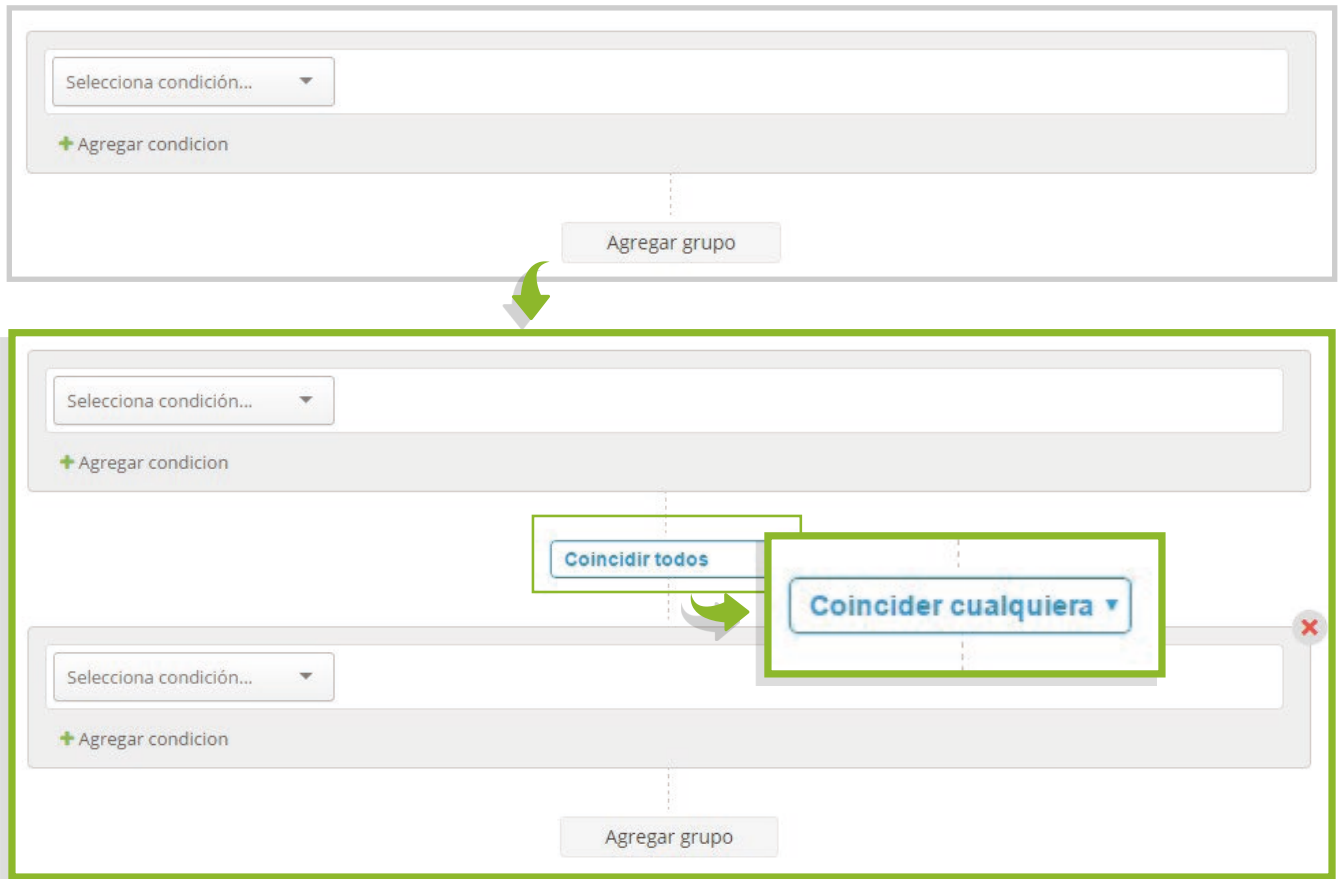 Selecciona condición...
Agregar condicion
Agregar grupo
Selecciona condición...
Agregar condicion
Coincidir todos
Coincider cualquiera
Selecciona condición...
Agregar condicion
Agregar grupo